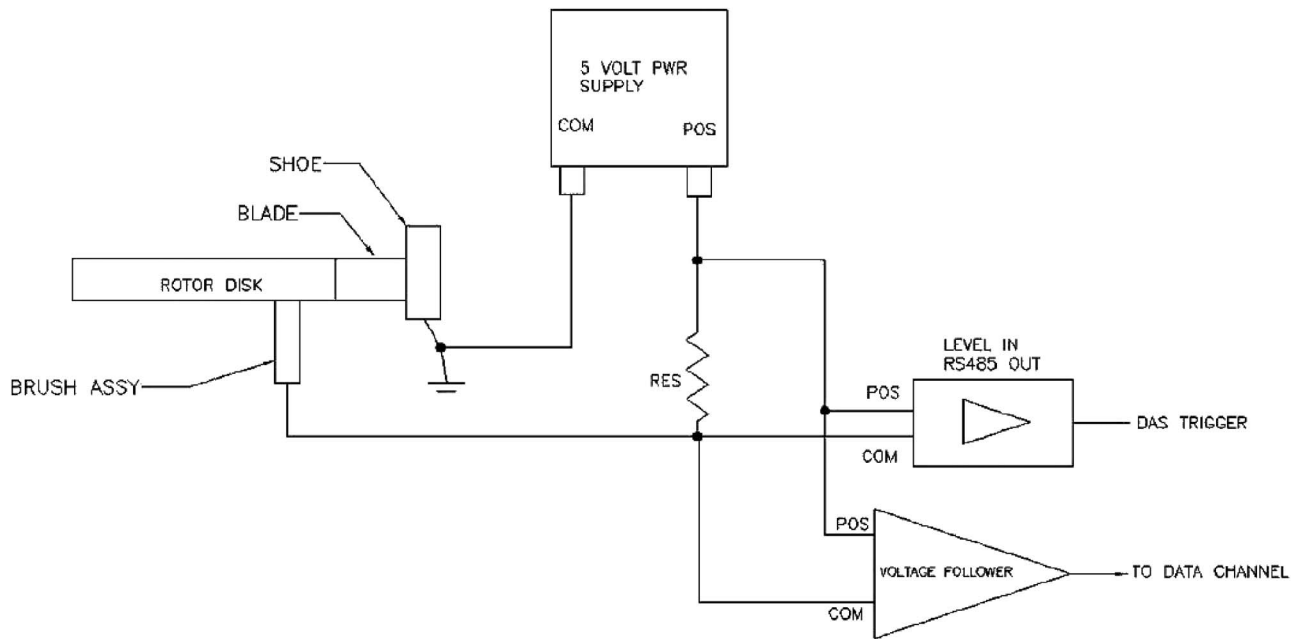 5 VOLT PWR
SUPPLY
COM
POS
SHOE
BLADE
ROTOR DISK
BRUSH ASSY
RES
LEVEL IN
RS485 OUT
POS
COM
DAS TRIGGER
POS
VOLTAGE FOLLOWER
COM
TO DATA CHANNEL